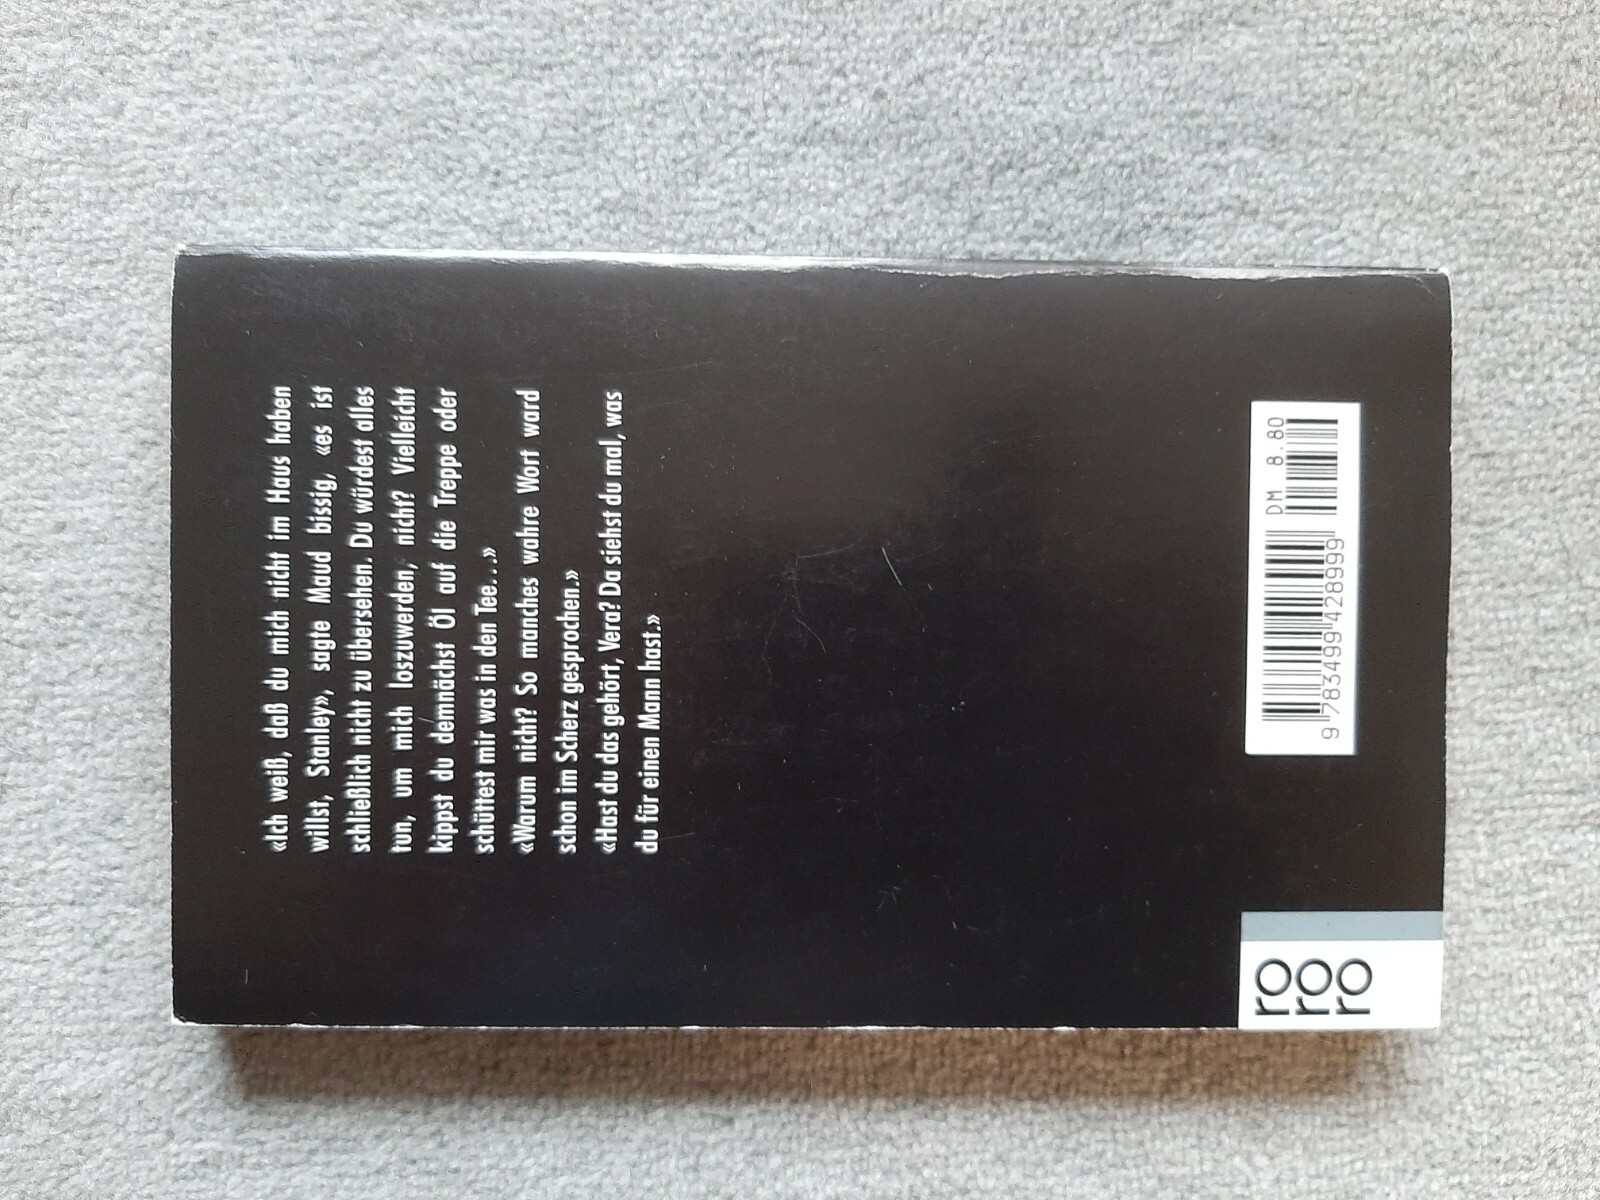 «Ich weiß, daß du mich nicht im Haus haben
willst, Stanley», sagte Maud bissig, «es ist
schließlich nicht zu übersehen. Du würdest alles
tun, um mich loszuwerden, nicht? Vielleicht
kippst du demnächst Öl auf die Treppe oder
schüttest mir was in den Tee...»
«Warum nicht? So manches wahre Wort ward
schon im Scherz gesprochen.»
«Hast du das gehört, Vera? Da siehst du mal, was
du für einen Mann hast.»
ro
ro
ro
DM 8.80
9 783499 428999